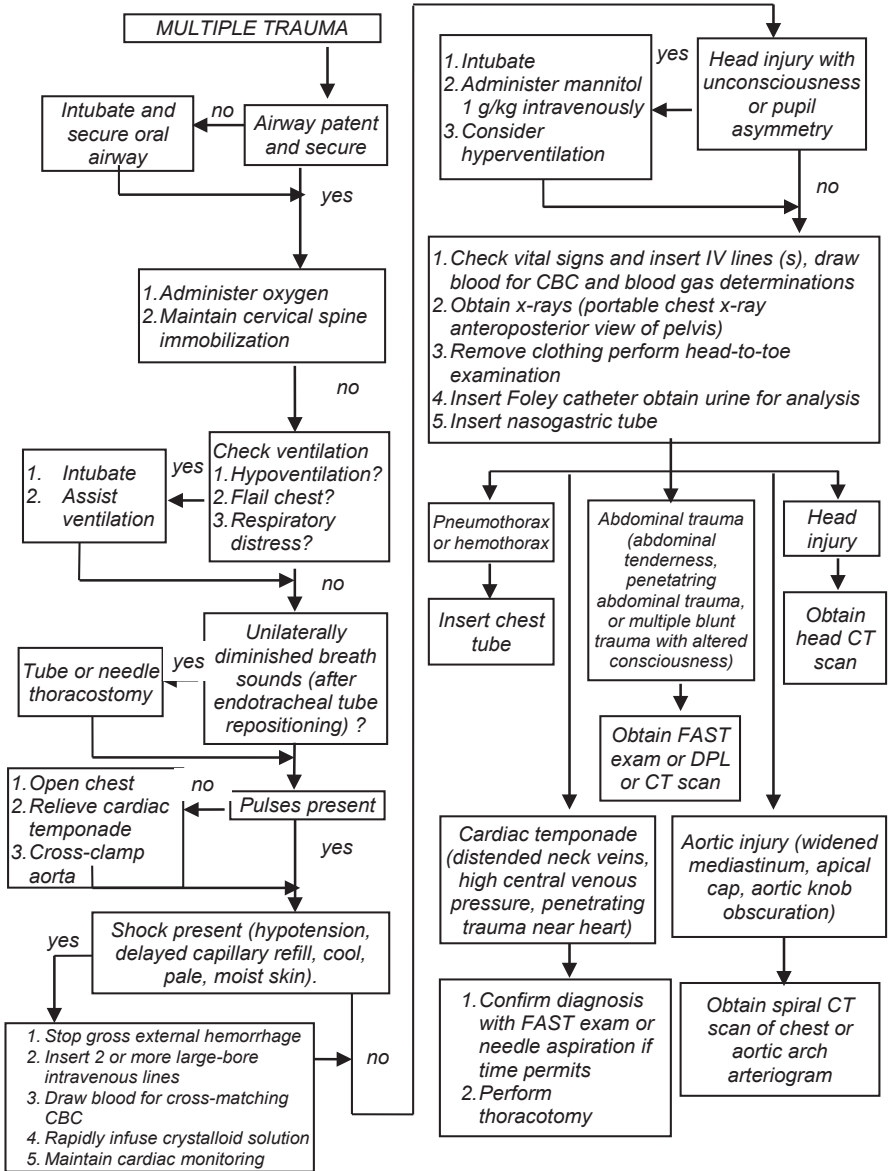 MULTIPLE TRAUMA
Intubate and
secure oral
airway
no
Airway patent
and secure
yes
1. Administer oxygen
2. Maintain cervical spine
immobilization
no
Check ventilation
1. Hypoventilation?
2. Flail chest?
3. Respiratory
distress?
yes
1. Intubate
2. Assist
ventilation
no
Unilaterally
diminished breath
sounds (after
endotracheal tube
repositioning) ?
yes
Tube or needle
thoracostomy
Pulses present
no
1. Open chest
2. Relieve cardiac
temponade
3. Cross-clamp
aorta
yes
Shock present (hypotension,
delayed capillary refill, cool,
pale, moist skin).
yes
1. Stop gross external hemorrhage
2. Insert 2 or more large-bore
intravenous lines
3. Draw blood for cross-matching
CBC
4. Rapidly infuse crystalloid solution
5. Maintain cardiac monitoring
no
Head injury with
unconsciousness
or pupil
asymmetry
yes
1. Intubate
2. Administer mannitol
1 g/kg intravenously
3. Consider
hyperventilation
no
1. Check vital signs and insert IV lines (s), draw
blood for CBC and blood gas determinations
2. Obtain x-rays (portable chest x-ray
anteroposterior view of pelvis)
3. Remove clothing perform head-to-toe
examination
4. Insert Foley catheter obtain urine for analysis
5. Insert nasogastric tube
Pneumothorax
or hemothorax
Insert chest
tube
Abdominal trauma
(abdominal
tenderness,
penetatring
abdominal trauma,
or multiple blunt
trauma with altered
consciousness)
Obtain FAST
exam or DPL
or CT scan
Head
injury
Obtain
head CT
scan
Cardiac temponade
(distended neck veins,
high central venous
pressure, penetrating
trauma near heart)
1. Confirm diagnosis
with FAST exam or
needle aspiration if
time permits
2. Perform
thoracotomy
Aortic injury (widened
mediastinum, apical
cap, aortic knob
obscuration)
Obtain spiral CT
scan of chest or
aortic arch
arteriogram